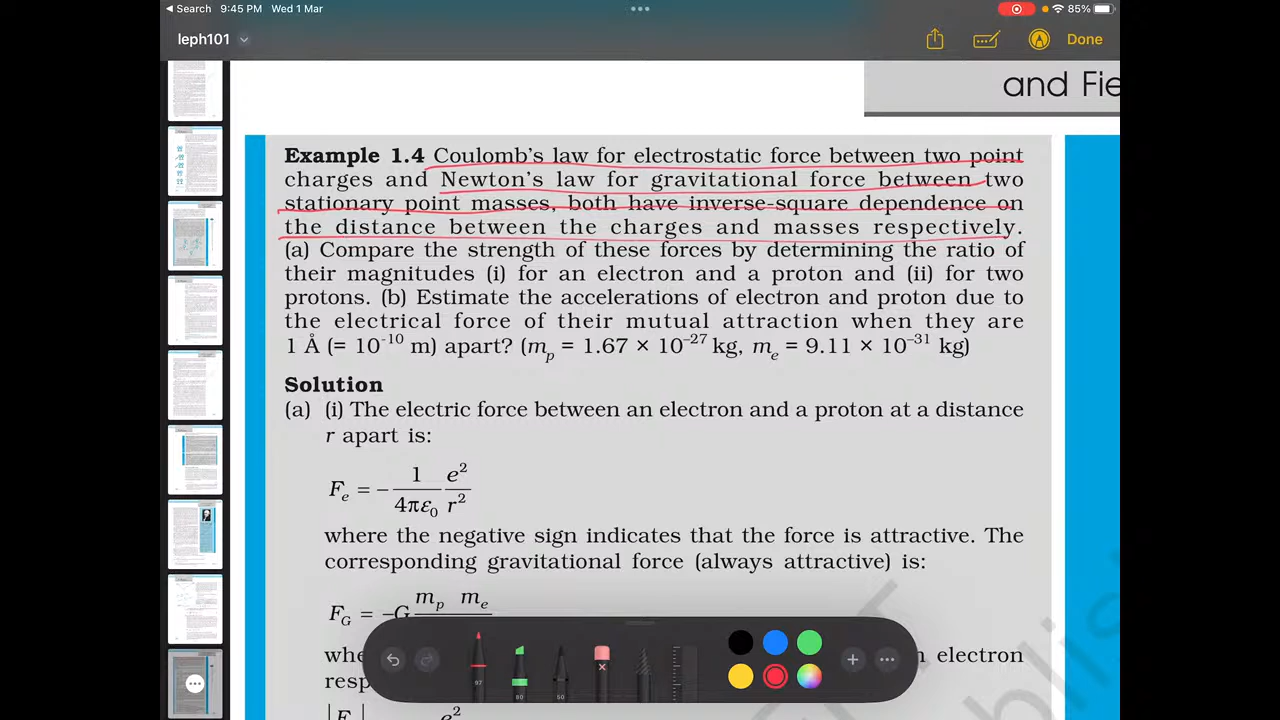 Search 9:45 PM Wed 1 Mar 85%
leph101 Done
and Fie
.4 Coulomb's law for electrostatic force between two point
charges and Newton's law for gravitational force between two
stationary point masses, both have inverse-square dependence on
the distance between the charges and masses respectively.
(a) Compare the strength of these forces by determining the ratio of
their magnitudes (i) for an electron and a proton and (ii) for two
protons. (b) Estimate the accelerations of electron and proton due to
the electrical force of their mutual attraction when they are
1 Å (= 10⁻¹⁰ m) apart? (mₚ = 1.67 × 10⁻²⁷ kg, mₑ = 9.11 × 10⁻³¹ kg)
Solution
(a) (i) The electric force between an electron and a proton at a distance
r apart is:
Fₑ = − 1/4πε₀ e²/r²
where the negative sign indicates that the force is attractive. The
corresponding gravitational force (always attractive) is:
F_G = −G mₚ
electron
97 80 60
e²